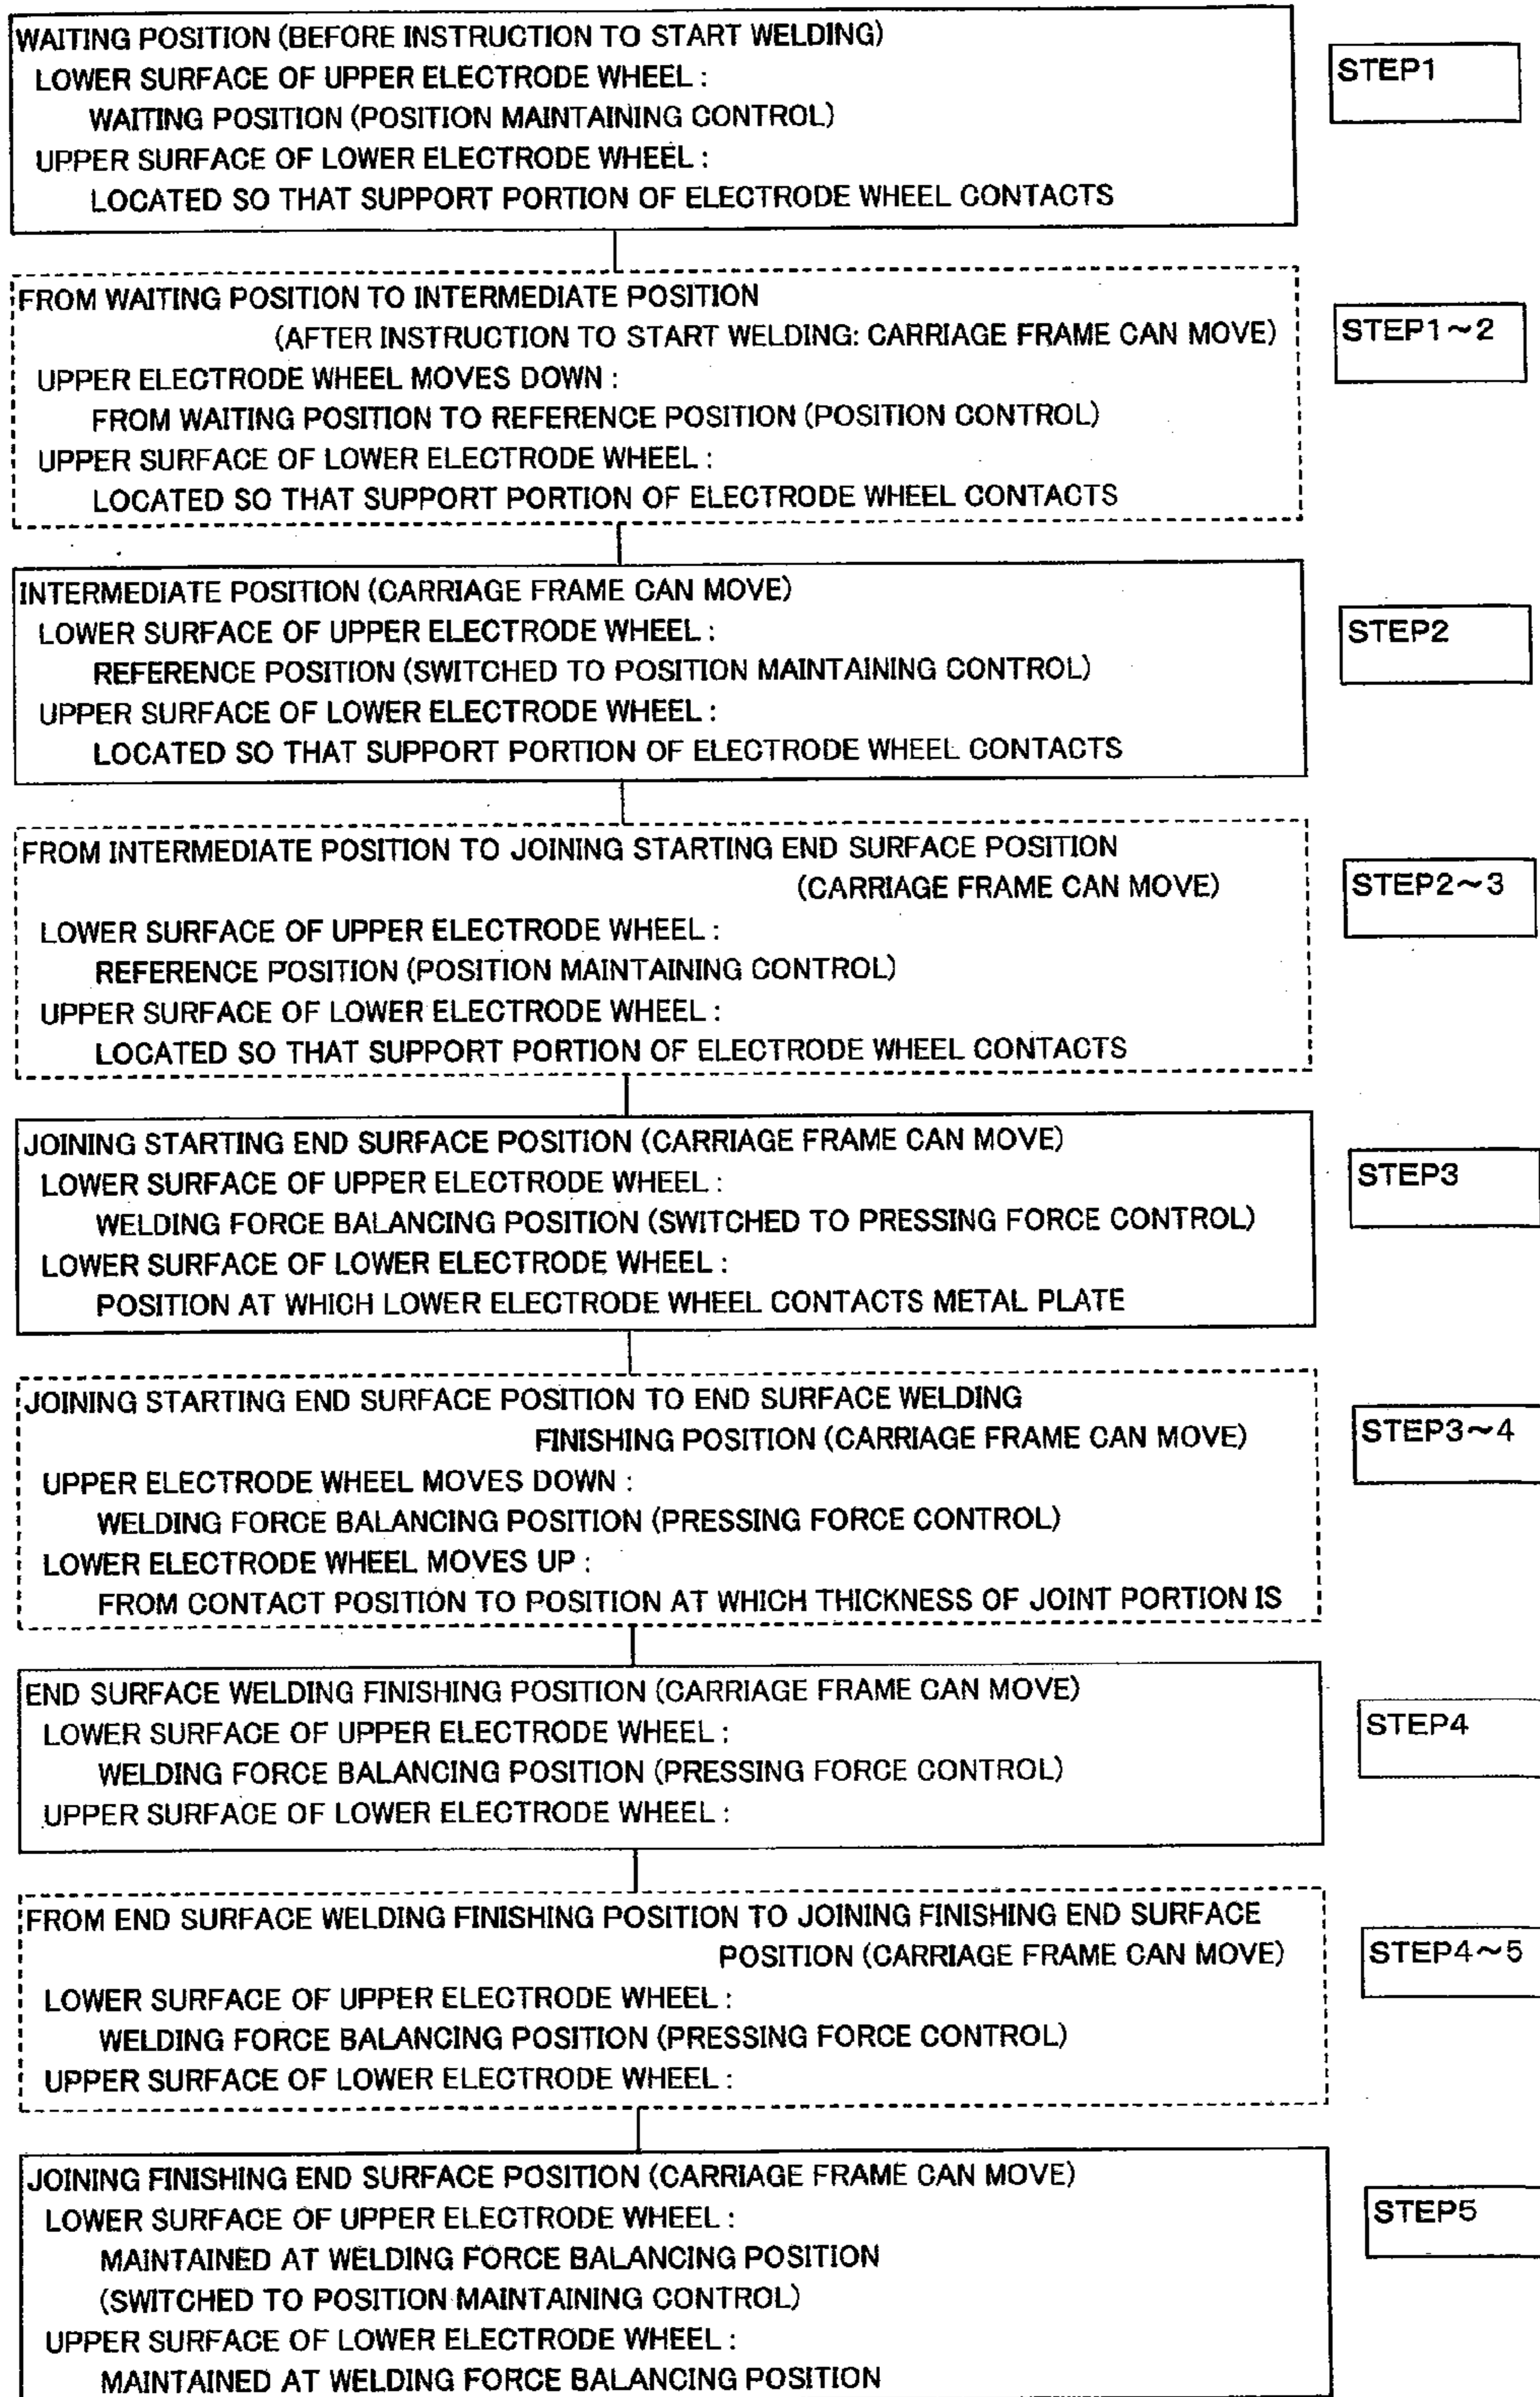 WAITING POSITION (BEFORE INSTRUCTION TO START WELDING)
STEP1
LOWER SURFACE OF UPPER ELECTRODE WHEEL :
WAITING POSITION (POSITION MAINTAINING CONTROL)
UPPER SURFACE OF LOWER ELECTRODE WHEEL :
LOCATED SO THAT SUPPORT PORTION OF ELECTRODE WHEEL CONTACTS
FROM WAITING POSITION TO INTERMEDIATE POSITION
(AFTER INSTRUCTION TO START WELDING: CARRIAGE FRAME CAN MOVE)
STEP1~2
UPPER ELECTRODE WHEEL MOVES DOWN :
FROM WAITING POSITION TO REFERENCE POSITION (POSITION CONTROL)
UPPER SURFACE OF LOWER ELECTRODE WHEEL :
LOCATED SO THAT SUPPORT PORTION OF ELECTRODE WHEEL CONTACTS
INTERMEDIATE POSITION (CARRIAGE FRAME CAN MOVE)
STEP2
LOWER SURFACE OF UPPER ELECTRODE WHEEL :
REFERENCE POSITION (SWITCHED TO POSITION MAINTAINING CONTROL)
UPPER SURFACE OF LOWER ELECTRODE WHEEL :
LOCATED SO THAT SUPPORT PORTION OF ELECTRODE WHEEL CONTACTS
FROM INTERMEDIATE POSITION TO JOINING STARTING END SURFACE POSITION
(CARRIAGE FRAME CAN MOVE)
STEP2~3
LOWER SURFACE OF UPPER ELECTRODE WHEEL :
REFERENCE POSITION (POSITION MAINTAINING CONTROL)
UPPER SURFACE OF LOWER ELECTRODE WHEEL :
LOCATED SO THAT SUPPORT PORTION OF ELECTRODE WHEEL CONTACTS
JOINING STARTING END SURFACE POSITION (CARRIAGE FRAME CAN MOVE)
STEP3
LOWER SURFACE OF UPPER ELECTRODE WHEEL :
WELDING FORCE BALANCING POSITION (SWITCHED TO PRESSING FORCE CONTROL)
LOWER SURFACE OF LOWER ELECTRODE WHEEL :
POSITION AT WHICH LOWER ELECTRODE WHEEL CONTACTS METAL PLATE
JOINING STARTING END SURFACE POSITION TO END SURFACE WELDING
FINISHING POSITION (CARRIAGE FRAME CAN MOVE)
STEP3~4
UPPER ELECTRODE WHEEL MOVES DOWN :
WELDING FORCE BALANCING POSITION (PRESSING FORCE CONTROL)
LOWER ELECTRODE WHEEL MOVES UP :
FROM CONTACT POSITION TO POSITION AT WHICH THICKNESS OF JOINT PORTION IS
END SURFACE WELDING FINISHING POSITION (CARRIAGE FRAME CAN MOVE)
STEP4
LOWER SURFACE OF UPPER ELECTRODE WHEEL :
WELDING FORCE BALANCING POSITION (PRESSING FORCE CONTROL)
UPPER SURFACE OF LOWER ELECTRODE WHEEL :
FROM END SURFACE WELDING FINISHING POSITION TO JOINING FINISHING END SURFACE
POSITION (CARRIAGE FRAME CAN MOVE)
STEP4~5
LOWER SURFACE OF UPPER ELECTRODE WHEEL :
WELDING FORCE BALANCING POSITION (PRESSING FORCE CONTROL)
UPPER SURFACE OF LOWER ELECTRODE WHEEL :
JOINING FINISHING END SURFACE POSITION (CARRIAGE FRAME CAN MOVE)
STEP5
LOWER SURFACE OF UPPER ELECTRODE WHEEL :
MAINTAINED AT WELDING FORCE BALANCING POSITION
(SWITCHED TO POSITION MAINTAINING CONTROL)
UPPER SURFACE OF LOWER ELECTRODE WHEEL :
MAINTAINED AT WELDING FORCE BALANCING POSITION